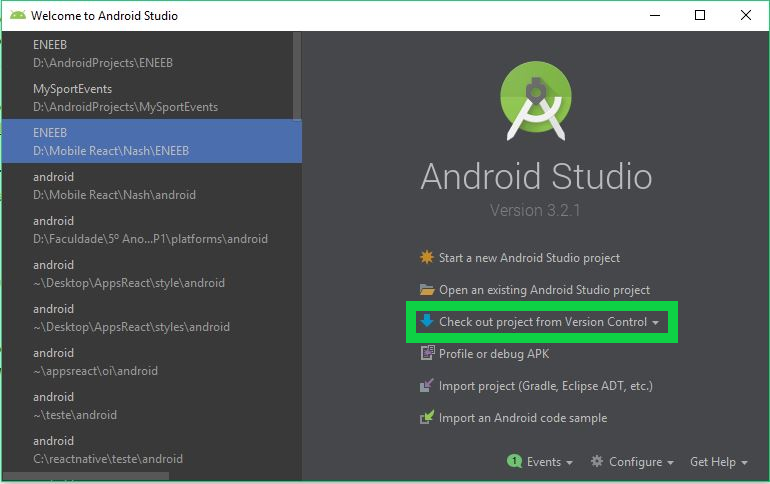 Welcome to Android Studio
ENEEB
D:\AndroidProjects\ENEEB
MySportEvents
D:\AndroidProjects\MySportEvents
ENEEB
D:\Mobile React\Nash\ENEEB
android
D:\Mobile React\Nash\android
android
D:\Faculdade\5º Ano...P1\platforms\android
android
~\Desktop\AppsReact\style\android
android
~\Desktop\AppsReact\styles\android
android
~\appsreact\oi\android
android
~\teste\android
android
C:\reactnative\teste\android
Android Studio
Version 3.2.1
Start a new Android Studio project
Open an existing Android Studio project
Check out project from Version Control
Profile or debug APK
Import project (Gradle, Eclipse ADT, etc.)
Import an Android code sample
1 Events Configure Get Help